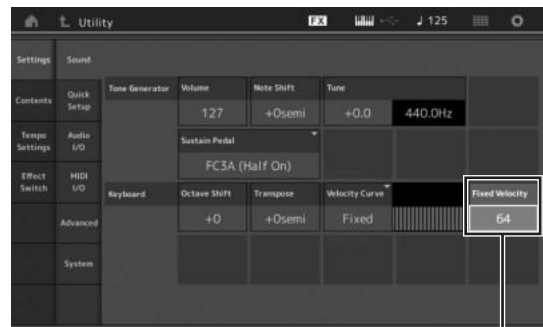 Utility FX 125
Settings Sound
Tone Generator Volume Note Shift Tune
127 +0semi +0.0 440.0Hz
Contents Quick Setup
Tempo Settings Audio I/O
Sustain Pedal
FC3A (Half On)
Effect Switch MIDI I/O
Keyboard Octave Shift Transpose Velocity Curve Fixed Velocity
+0 +0semi Fixed 64
Advanced
System